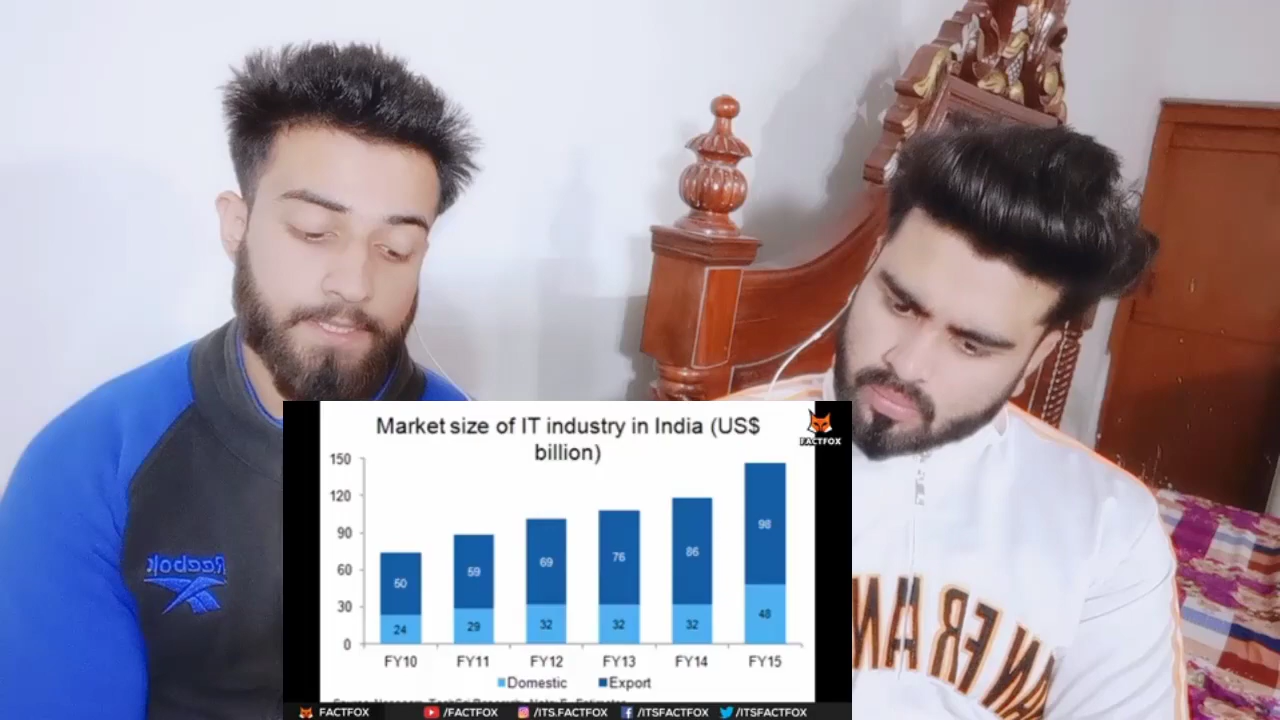 Market size of IT industry in India (US$
billion)
FACTFOX
150
120
90
60
30
0
50
59
69
76
86
98
24
29
32
32
32
48
FY10
FY11
FY12
FY13
FY14
FY15
Domestic
Export
FACTFOX
/FACTFOX
/ITS.FACTFOX
/ITSFACTFOX
/ITSFACTFOX
Reebok
AN FRAN